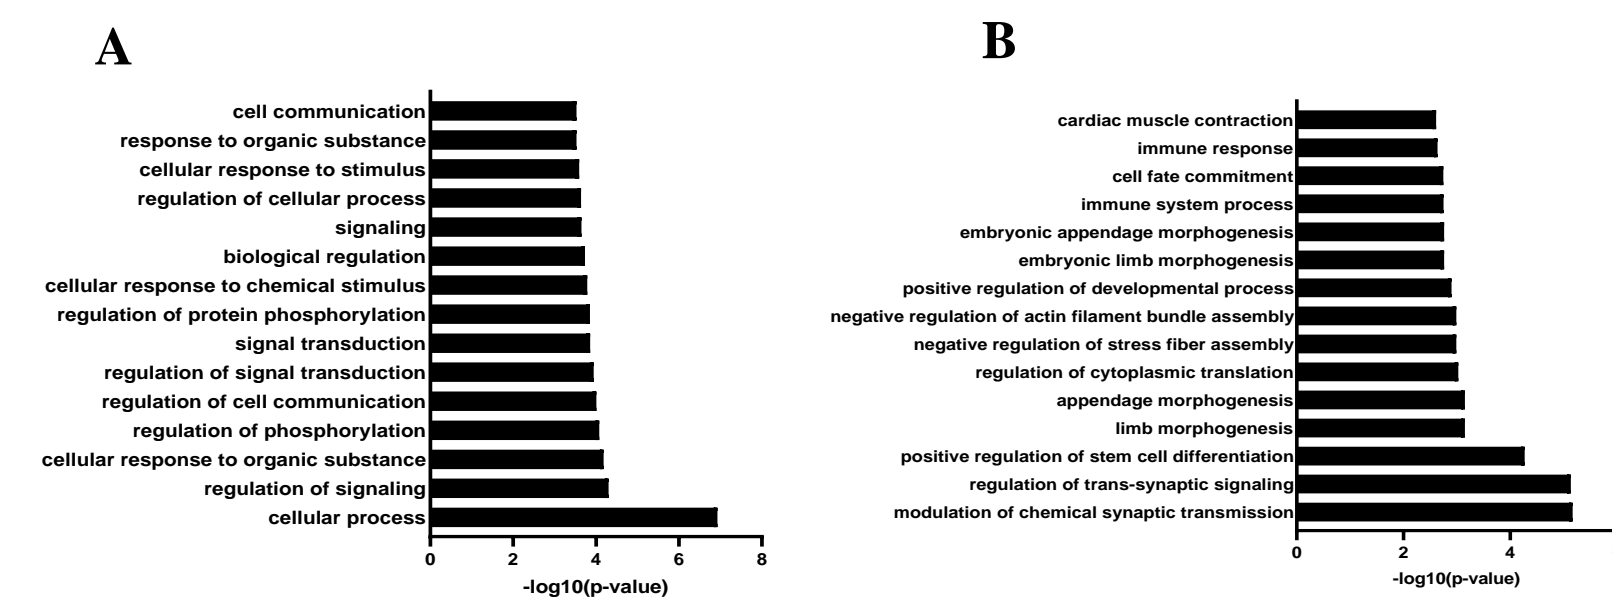 A
cell communication
response to organic substance
cellular response to stimulus
regulation of cellular process
signaling
biological regulation
cellular response to chemical stimulus
regulation of protein phosphorylation
signal transduction
regulation of signal transduction
regulation of cell communication
regulation of phosphorylation
cellular response to organic substance
regulation of signaling
cellular process
0 2 4 6 8
-log10(p-value)
B
cardiac muscle contraction
immune response
cell fate commitment
immune system process
embryonic appendage morphogenesis
embryonic limb morphogenesis
positive regulation of developmental process
negative regulation of actin filament bundle assembly
negative regulation of stress fiber assembly
regulation of cytoplasmic translation
appendage morphogenesis
limb morphogenesis
positive regulation of stem cell differentiation
regulation of trans-synaptic signaling
modulation of chemical synaptic transmission
0 2 4
-log10(p-value)